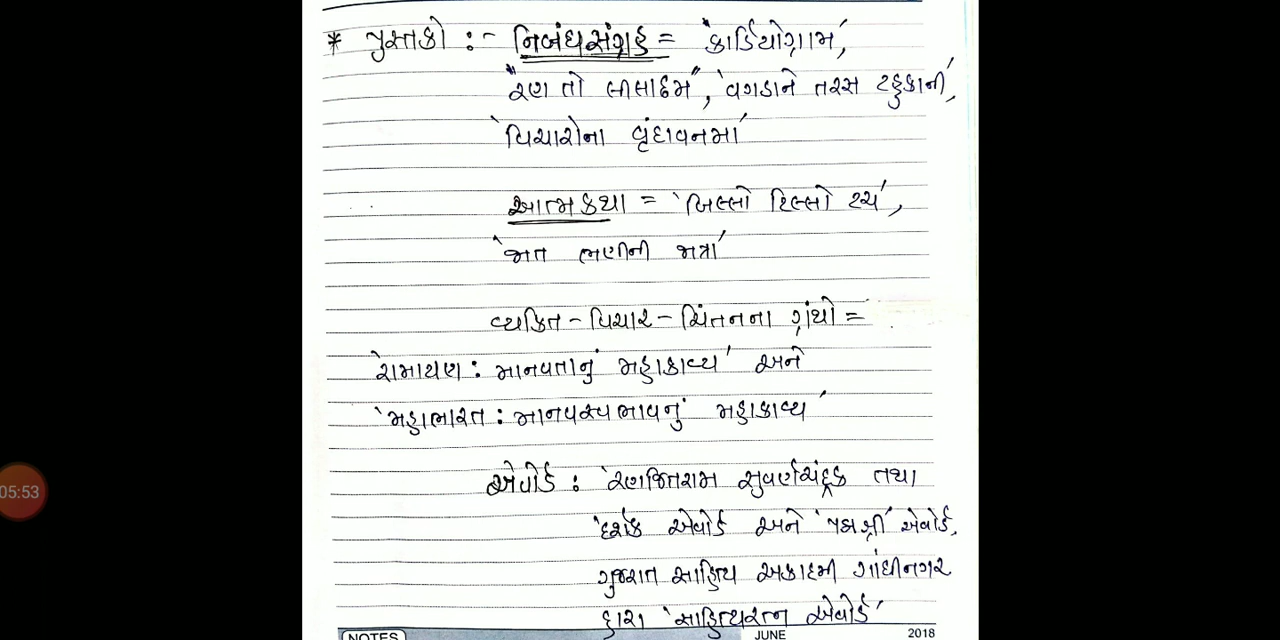 * પુસ્તકો :- નિબંધસંગ્રહ = 'કાર્ડિયોગ્રામ',
"રણ તો લીલાછમ", 'વગડાને તરસ ટહુકાની',
'વિચારોના વૃંદાવનમાં'
આત્મકથા = 'બિલ્લો ટિલ્લો ટચ',
'જાત ભણીની જાત્રા'
વ્યકિત - વિચાર - ચિંતનના ગ્રંથો =
રામાયણ : માનવતાનું મહાકાવ્ય' અને
'મહાભારત : માનવસ્વભાવનું મહાકાવ્ય'
એવોર્ડ : 'રણજિતરામ સુવર્ણચંદ્રક તથા
'દર્શક એવોર્ડ અને 'પદ્મશ્રી' એવોર્ડ,
ગુજરાત સાહિત્ય અકાદમી ગાંધીનગર
દ્વારા 'સાહિત્યરત્ન એવોર્ડ'
05:53
NOTES JUNE 2018